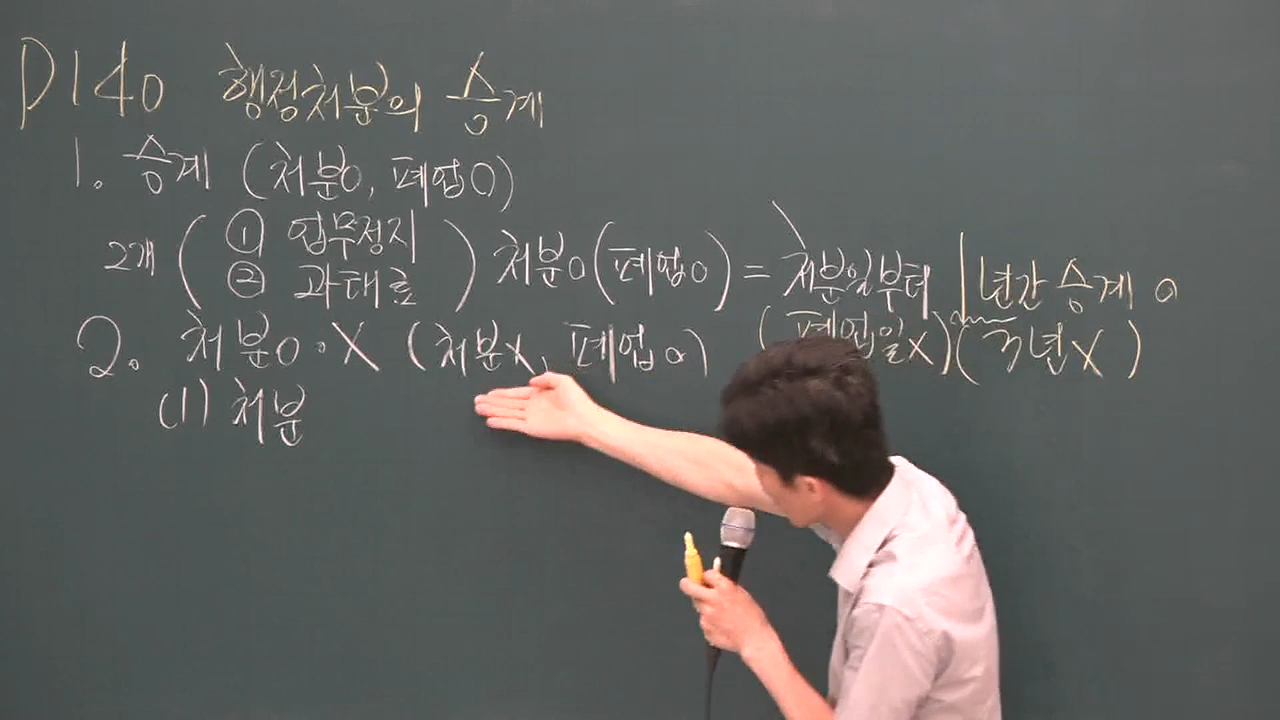 P140 행정처분의 승계
1. 승계 (처분o, 폐업o)
2개 ( ① 업무정지 ② 과태료 ) 처분o (폐업o) = 처분일부터 1년간 승계 o
(폐업일X) (3년X)
2. 처분o·X (처분X, 폐업o)
(1) 처분